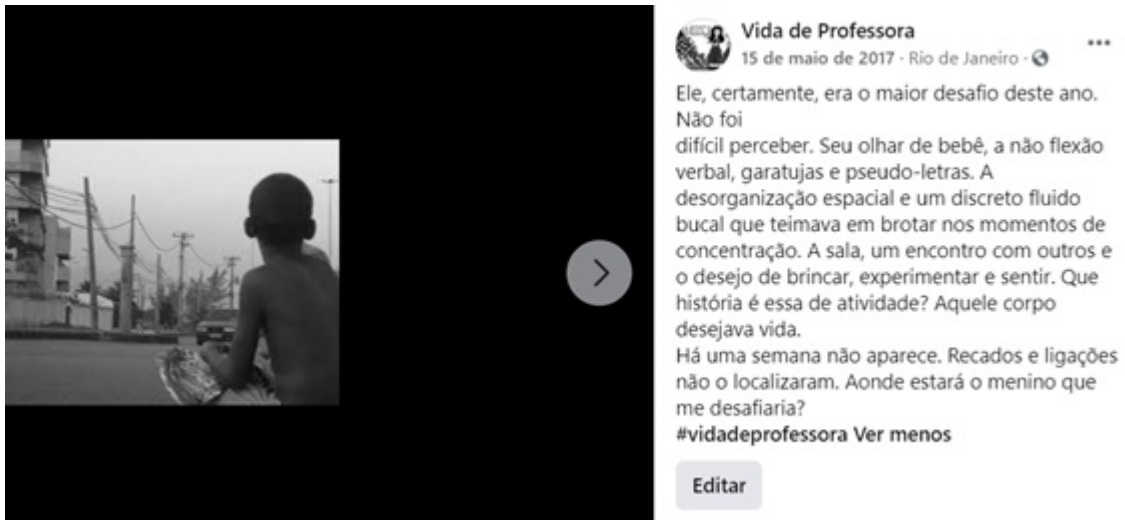 Vida de Professora
15 de maio de 2017 · Rio de Janeiro ·
Ele, certamente, era o maior desafio deste ano.
Não foi
difícil perceber. Seu olhar de bebê, a não flexão
verbal, garatujas e pseudo-letras. A
desorganização espacial e um discreto fluido
bucal que teimava em brotar nos momentos de
concentração. A sala, um encontro com outros e
o desejo de brincar, experimentar e sentir. Que
história é essa de atividade? Aquele corpo
desejava vida.
Há uma semana não aparece. Recados e ligações
não o localizaram. Aonde estará o menino que
me desafiaria?
#vidadeprofessora Ver menos
Editar